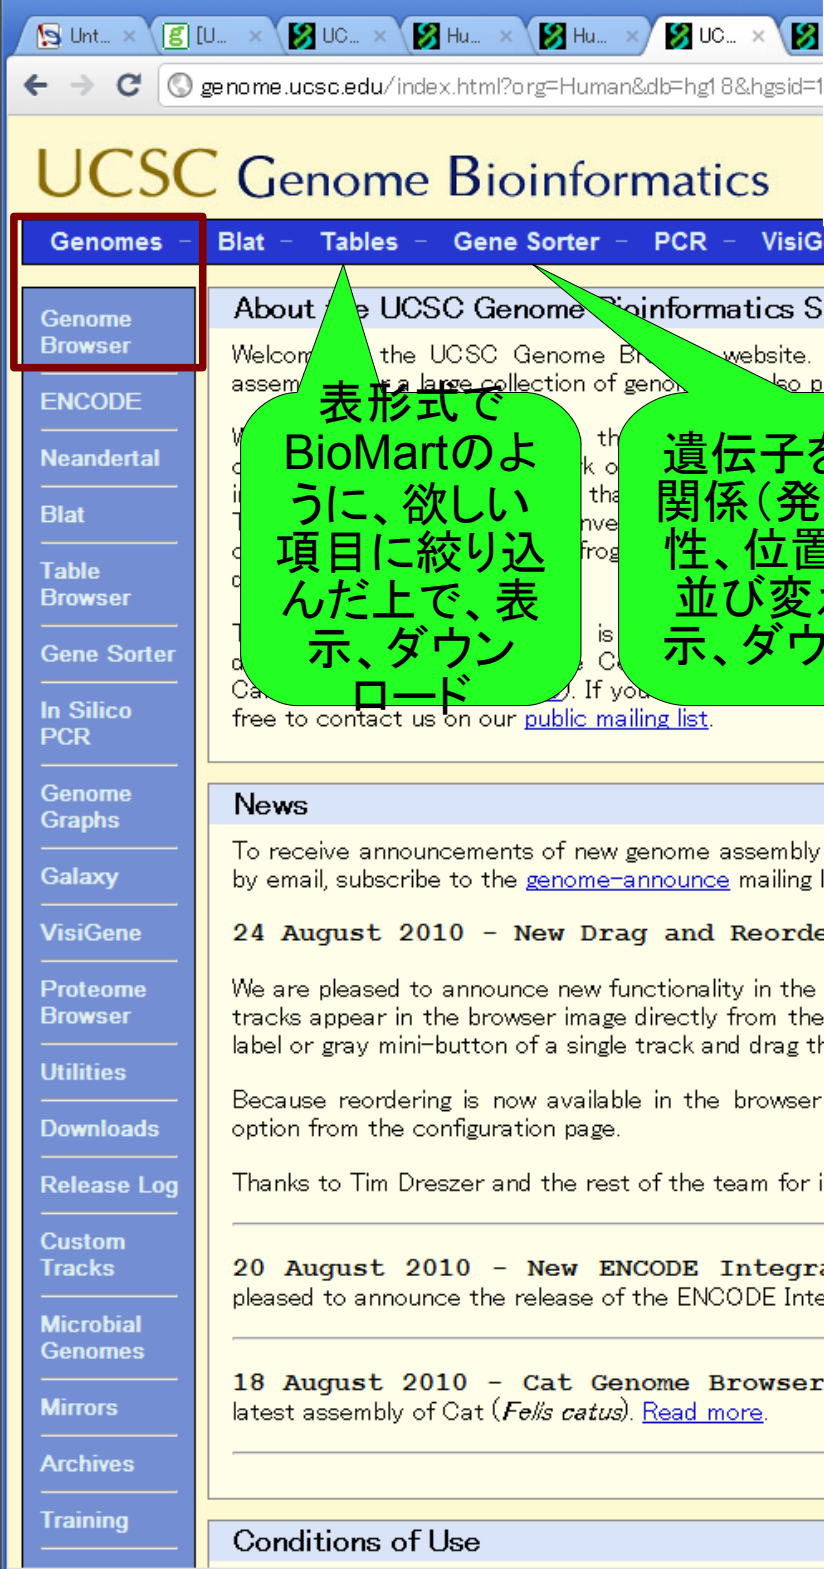 Unt...
[U...
UC...
Hu...
Hu...
UC...
genome.ucsc.edu/index.html?org=Human&db=hg18&hgsid=1
UCSC Genome Bioinformatics
Genomes - Blat - Tables - Gene Sorter - PCR - VisiG
Genome
Browser
ENCODE
Neandertal
Blat
Table
Browser
Gene Sorter
In Silico
PCR
Genome
Graphs
Galaxy
VisiGene
Proteome
Browser
Utilities
Downloads
Release Log
Custom
Tracks
Microbial
Genomes
Mirrors
Archives
Training
About the UCSC Genome Bioinformatics S
the UCSC Genome website.
a large collection of
表形式で
BioMartのよ
うに、欲しい
項目に絞り込
んだ上で、表
示、ダウン
ロード
遺伝子を
関係(発
性、位置
並び変え
示、ダウ
If you
free to contact us on our public mailing list.
News
To receive announcements of new genome assembly
by email, subscribe to the genome-announce mailing l
24 August 2010 - New Drag and Reorde
We are pleased to announce new functionality in the
tracks appear in the browser image directly from the
label or gray mini-button of a single track and drag th
Because reordering is now available in the browser
option from the configuration page.
Thanks to Tim Dreszer and the rest of the team for i
20 August 2010 - New ENCODE Integra
pleased to announce the release of the ENCODE Inte
18 August 2010 - Cat Genome Browser
latest assembly of Cat (Felis catus). Read more.
Conditions of Use